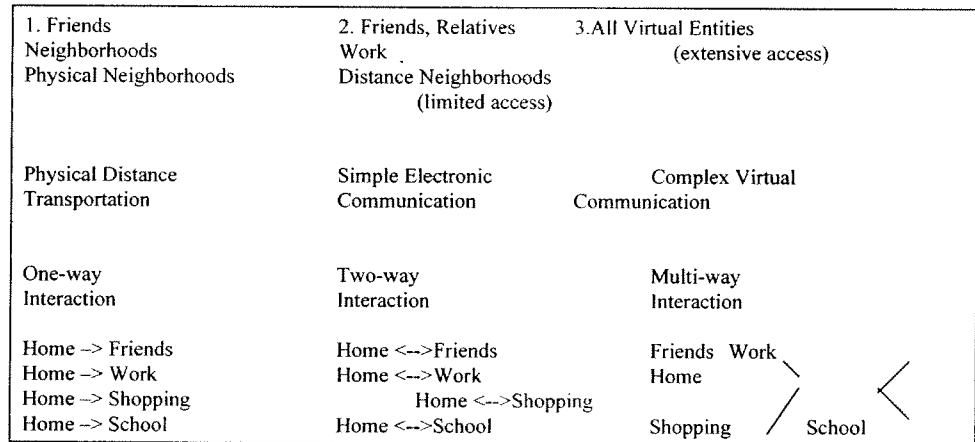 1. Friends
Neighborhoods
Physical Neighborhoods
2. Friends, Relatives
Work
Distance Neighborhoods
(limited access)
3.All Virtual Entities
(extensive access)
Physical Distance
Transportation
Simple Electronic
Communication
Complex Virtual
Communication
One-way
Interaction
Two-way
Interaction
Multi-way
Interaction
Home –> Friends
Home –> Work
Home –> Shopping
Home –> School
Home <-->Friends
Home <-->Work
Home <-->Shopping
Home <-->School
Friends Work
Home
Shopping School